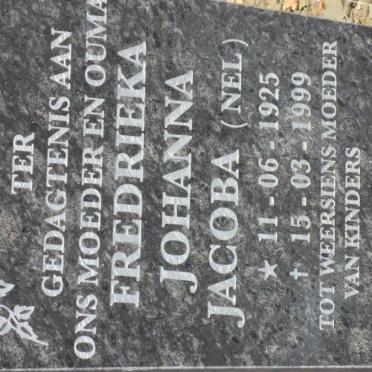 TER
GEDAGTENIS AAN
ONS MOEDER EN OUMA
FREDRIEKA
JOHANNA
JACOBA (NEL)
☆ 11-06-1925
† 15-03-1999
TOT WEERSIENS MOEDER
VAN KINDERS